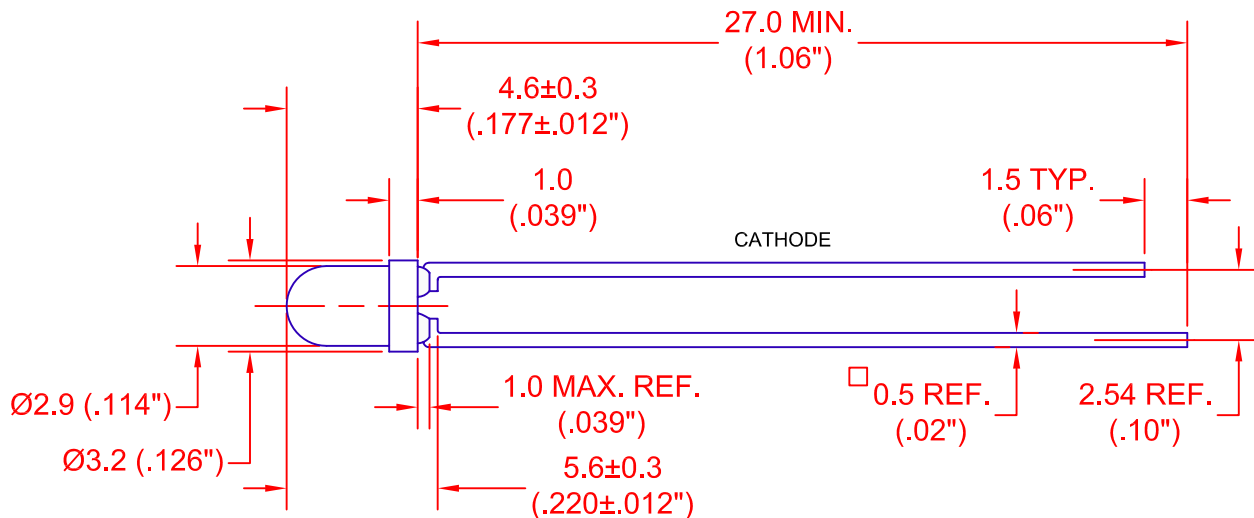 27.0 MIN.
(1.06")
4.6±0.3
(.177±.012")
1.0
(.039")
1.5 TYP.
(.06")
CATHODE
Ø2.9 (.114")
Ø3.2 (.126")
1.0 MAX. REF.
(.039")
0.5 REF.
(.02")
2.54 REF.
(.10")
5.6±0.3
(.220±.012")